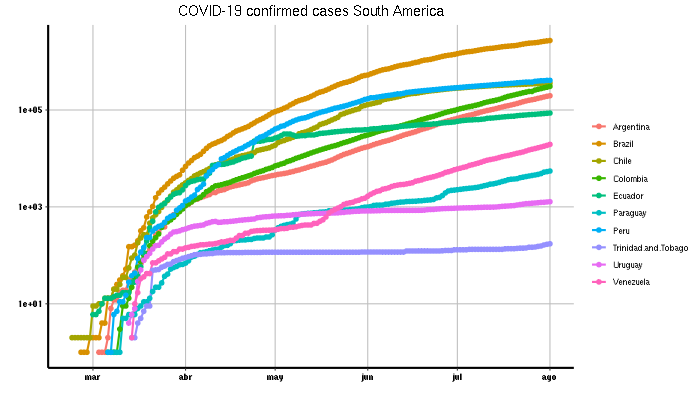 COVID-19 confirmed cases South America
1e+05
1e+03
1e+01
mar abr may jun jul ago
Argentina
Brazil
Chile
Colombia
Ecuador
Paraguay
Peru
Trinidad.and.Tobago
Uruguay
Venezuela